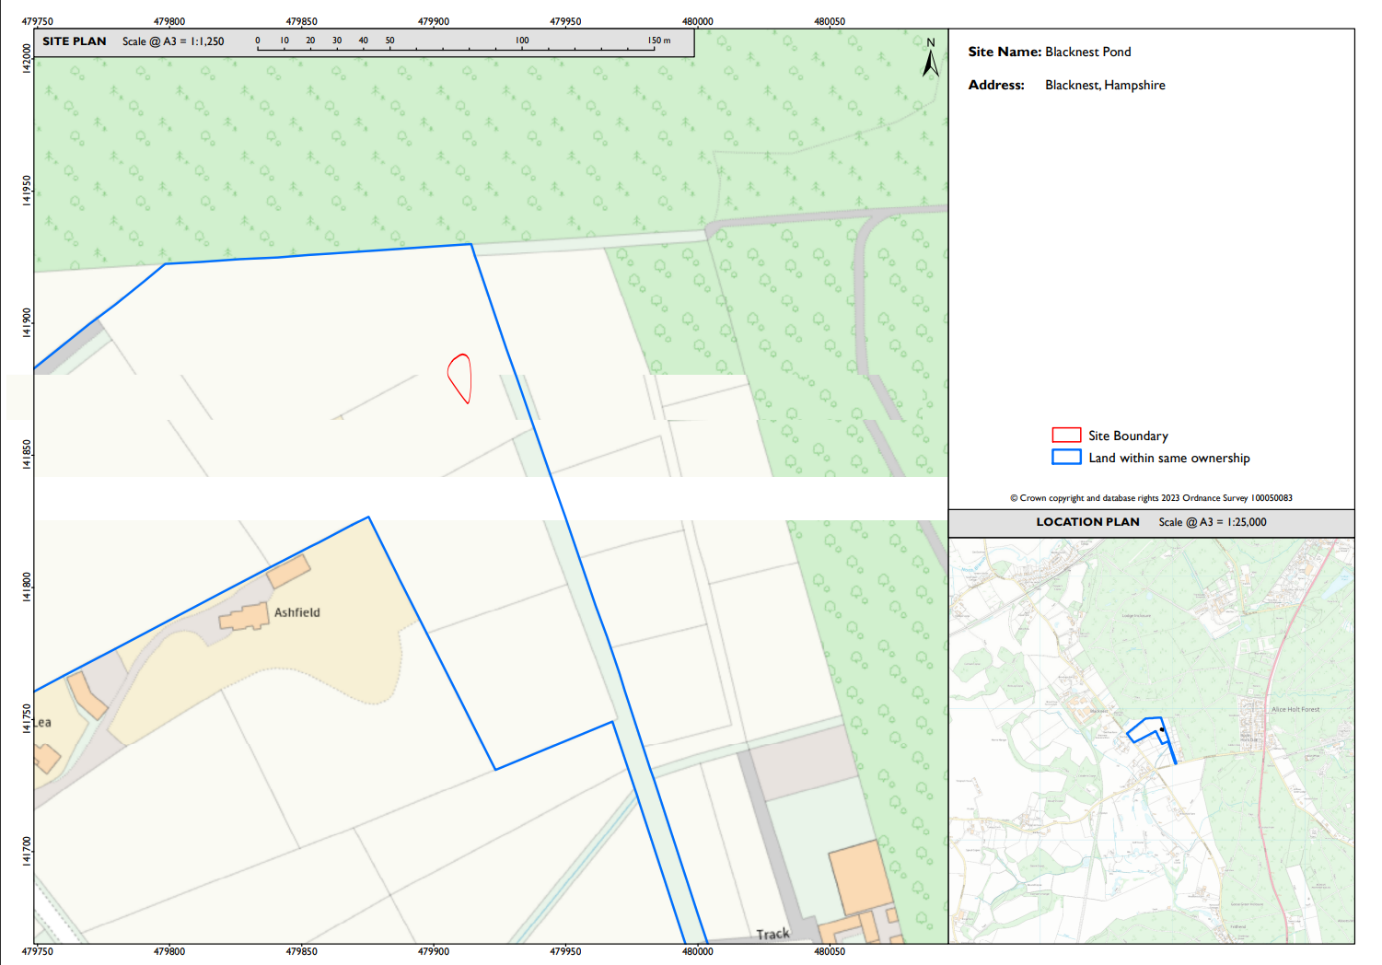 479750 479800 479850 479900 479950 480000 480050
SITE PLAN Scale @ A3 = 1:1,250 0 10 20 30 40 50 100 150 m
N
142000
141950
141900
141850
141800
141750
141700
Ashfield
Lea
Track
479750 479800 479850 479900 479950 480000 480050
Site Name: Blacknest Pond
Address: Blacknest, Hampshire
Site Boundary
Land within same ownership
© Crown copyright and database rights 2023 Ordnance Survey 100050083
LOCATION PLAN Scale @ A3 = 1:25,000
Alice Holt Forest